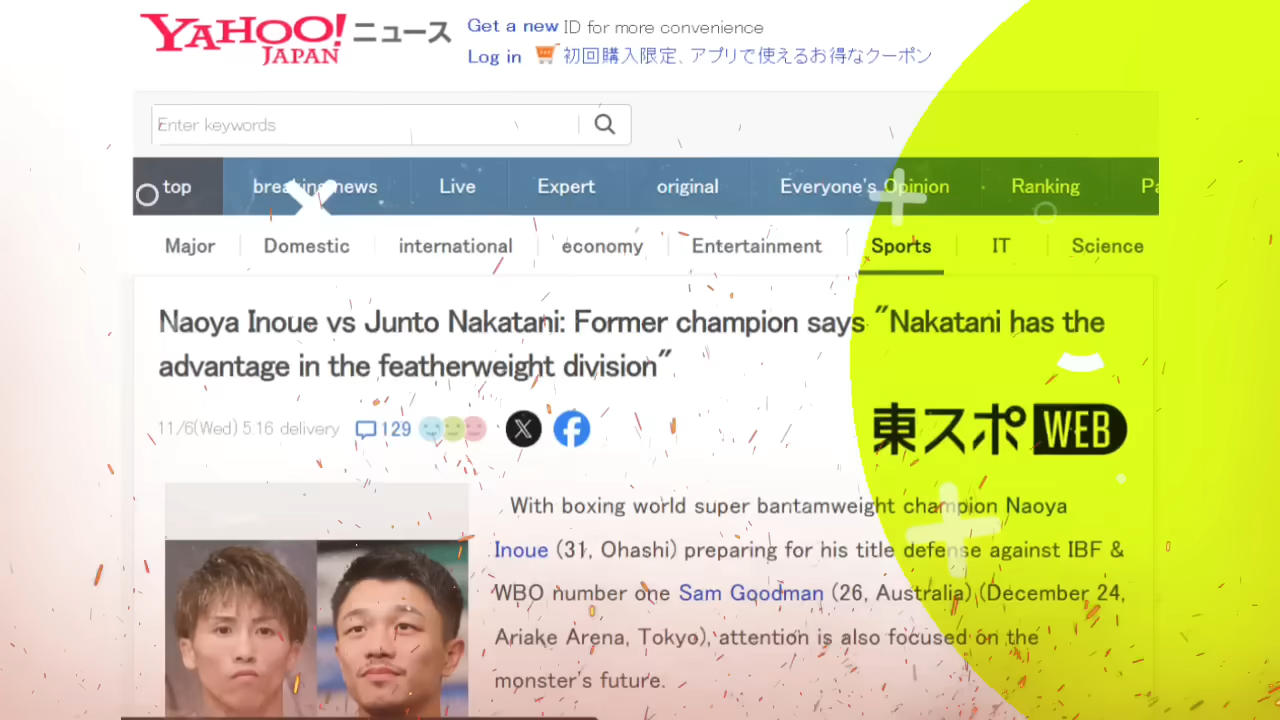 YAHOO! JAPAN ニュース
Get a new ID for more convenience
Log in 初回購入限定、アプリで使えるお得なクーポン
Enter keywords
top breaking news Live Expert original Everyone's Opinion Ranking Pa
Major Domestic international economy Entertainment Sports IT Science
Naoya Inoue vs Junto Nakatani: Former champion says "Nakatani has the
advantage in the featherweight division"
11/6(Wed) 5:16 delivery 129
東スポ WEB
With boxing world super bantamweight champion Naoya
Inoue (31, Ohashi) preparing for his title defense against IBF &
WBO number one Sam Goodman (26, Australia) (December 24,
Ariake Arena, Tokyo), attention is also focused on the
monster's future.